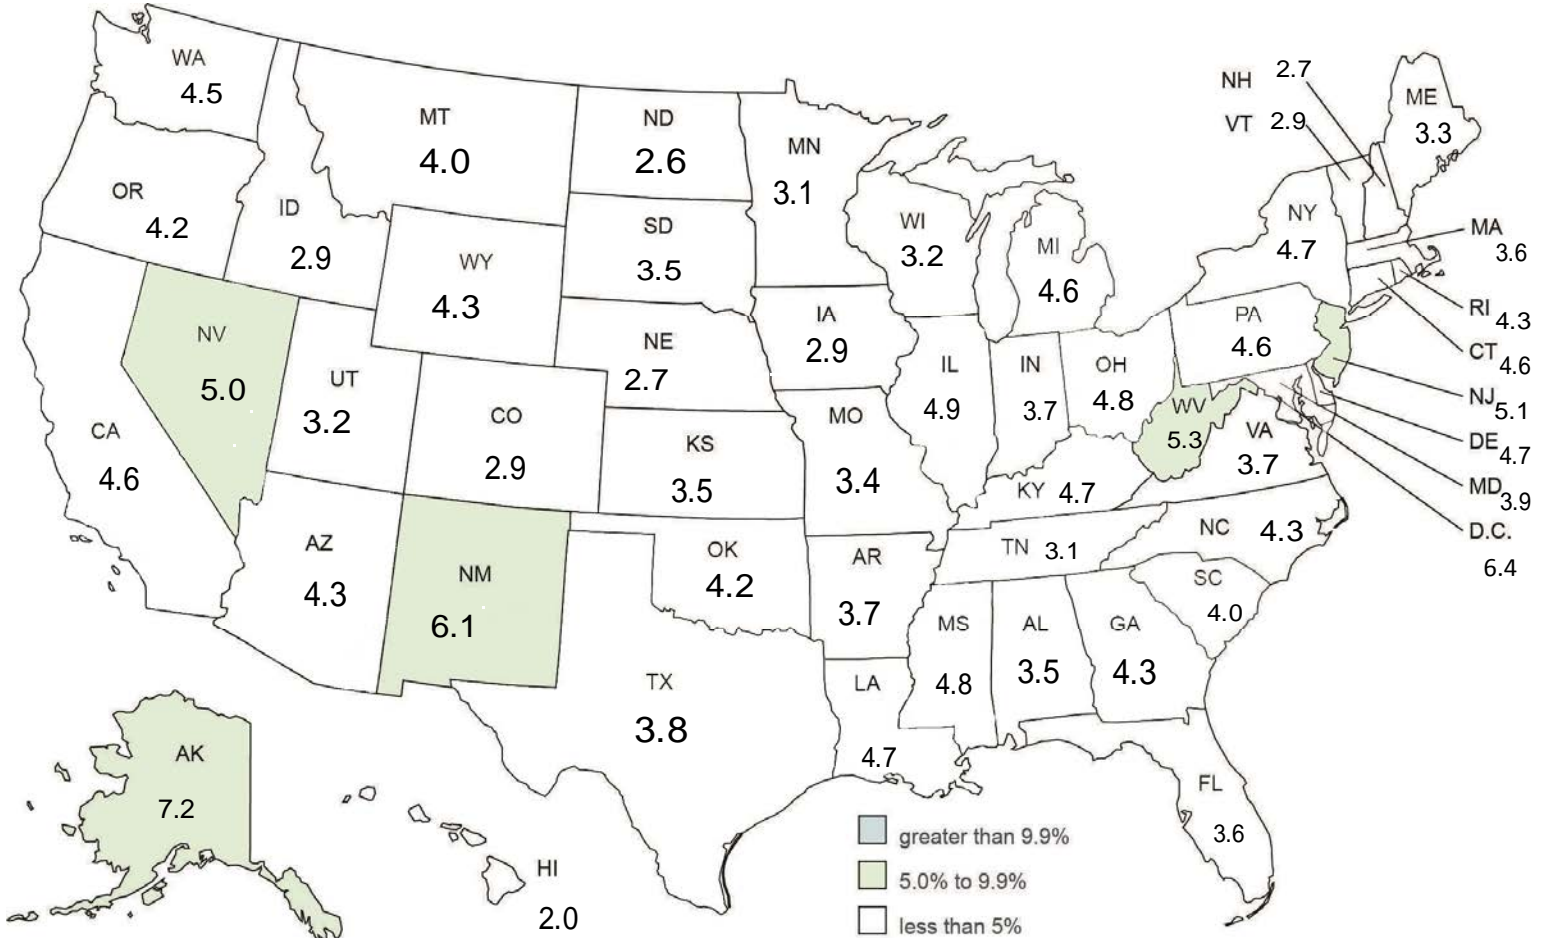 WA
4.5
MT
4.0
ND
2.6
MN
3.1
OR
4.2
ID
2.9
WY
4.3
SD
3.5
WI
3.2
MI
4.6
NY
4.7
NH 2.7
VT 2.9
ME
3.3
MA
3.6
RI 4.3
CT 4.6
NJ 5.1
DE 4.7
MD 3.9
D.C.
6.4
NV
5.0
UT
3.2
CA
4.6
CO
2.9
NE
2.7
KS
3.5
IA
2.9
MO
3.4
IL
4.9
IN
3.7
OH
4.8
PA
4.6
WV
5.3
VA
3.7
KY 4.7
NC 4.3
TN 3.1
SC
4.0
AZ
4.3
NM
6.1
OK
4.2
AR
3.7
MS
4.8
AL
3.5
GA
4.3
TX
3.8
LA
4.7
FL
3.6
AK
7.2
HI
2.0
greater than 9.9%
5.0% to 9.9%
less than 5%